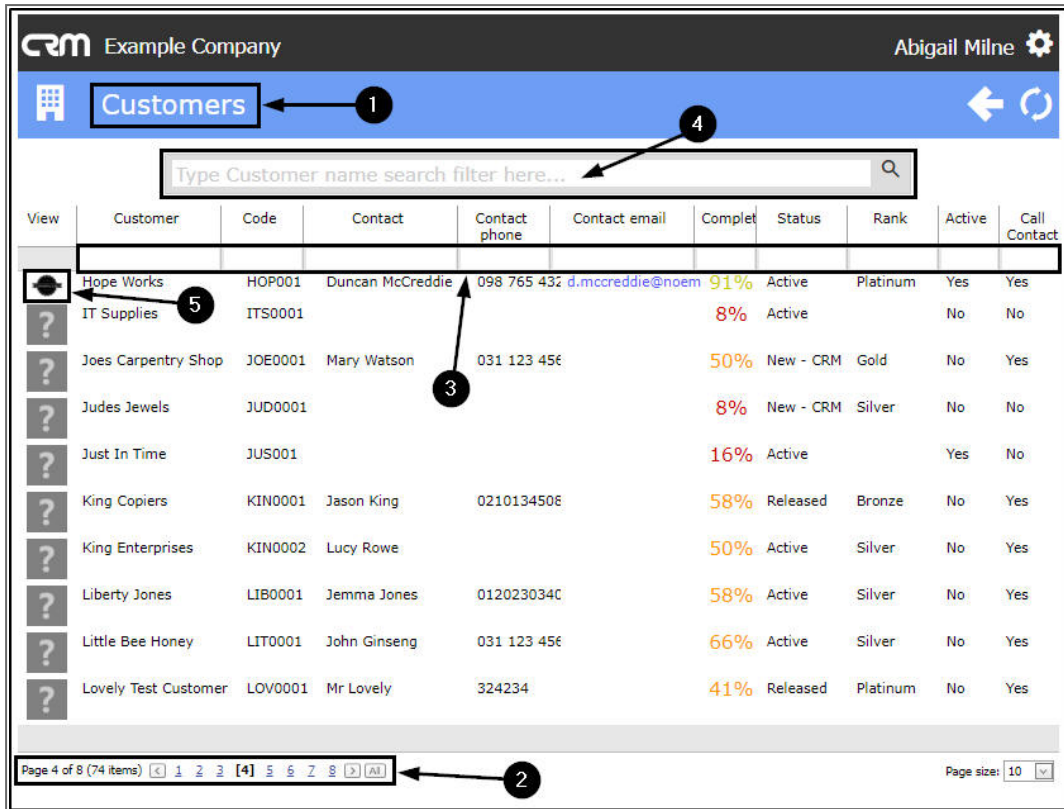 CRM Example Company Abigail Milne
Customers 1
4
Type Customer name search filter here...
View Customer Code Contact Contact phone Contact email Complet Status Rank Active Call Contact
Hope Works HOP001 Duncan McCreddie 098 765 432 d.mccreddie@noem 91% Active Platinum Yes Yes
5
IT Supplies ITS0001 8% Active No No
Joes Carpentry Shop JOE0001 Mary Watson 031 123 456 50% New - CRM Gold No Yes
3
Judes Jewels JUD0001 8% New - CRM Silver No No
Just In Time JUS001 16% Active Yes No
King Copiers KIN0001 Jason King 0210134508 58% Released Bronze No Yes
King Enterprises KIN0002 Lucy Rowe 50% Active Silver No Yes
Liberty Jones LIB0001 Jemma Jones 0120230340 58% Active Silver No Yes
Little Bee Honey LIT0001 John Ginseng 031 123 456 66% Active Silver No Yes
Lovely Test Customer LOV0001 Mr Lovely 324234 41% Released Platinum No Yes
Page 4 of 8 (74 items) < 1 2 3 [4] 5 6 7 8 > All 2 Page size: 10